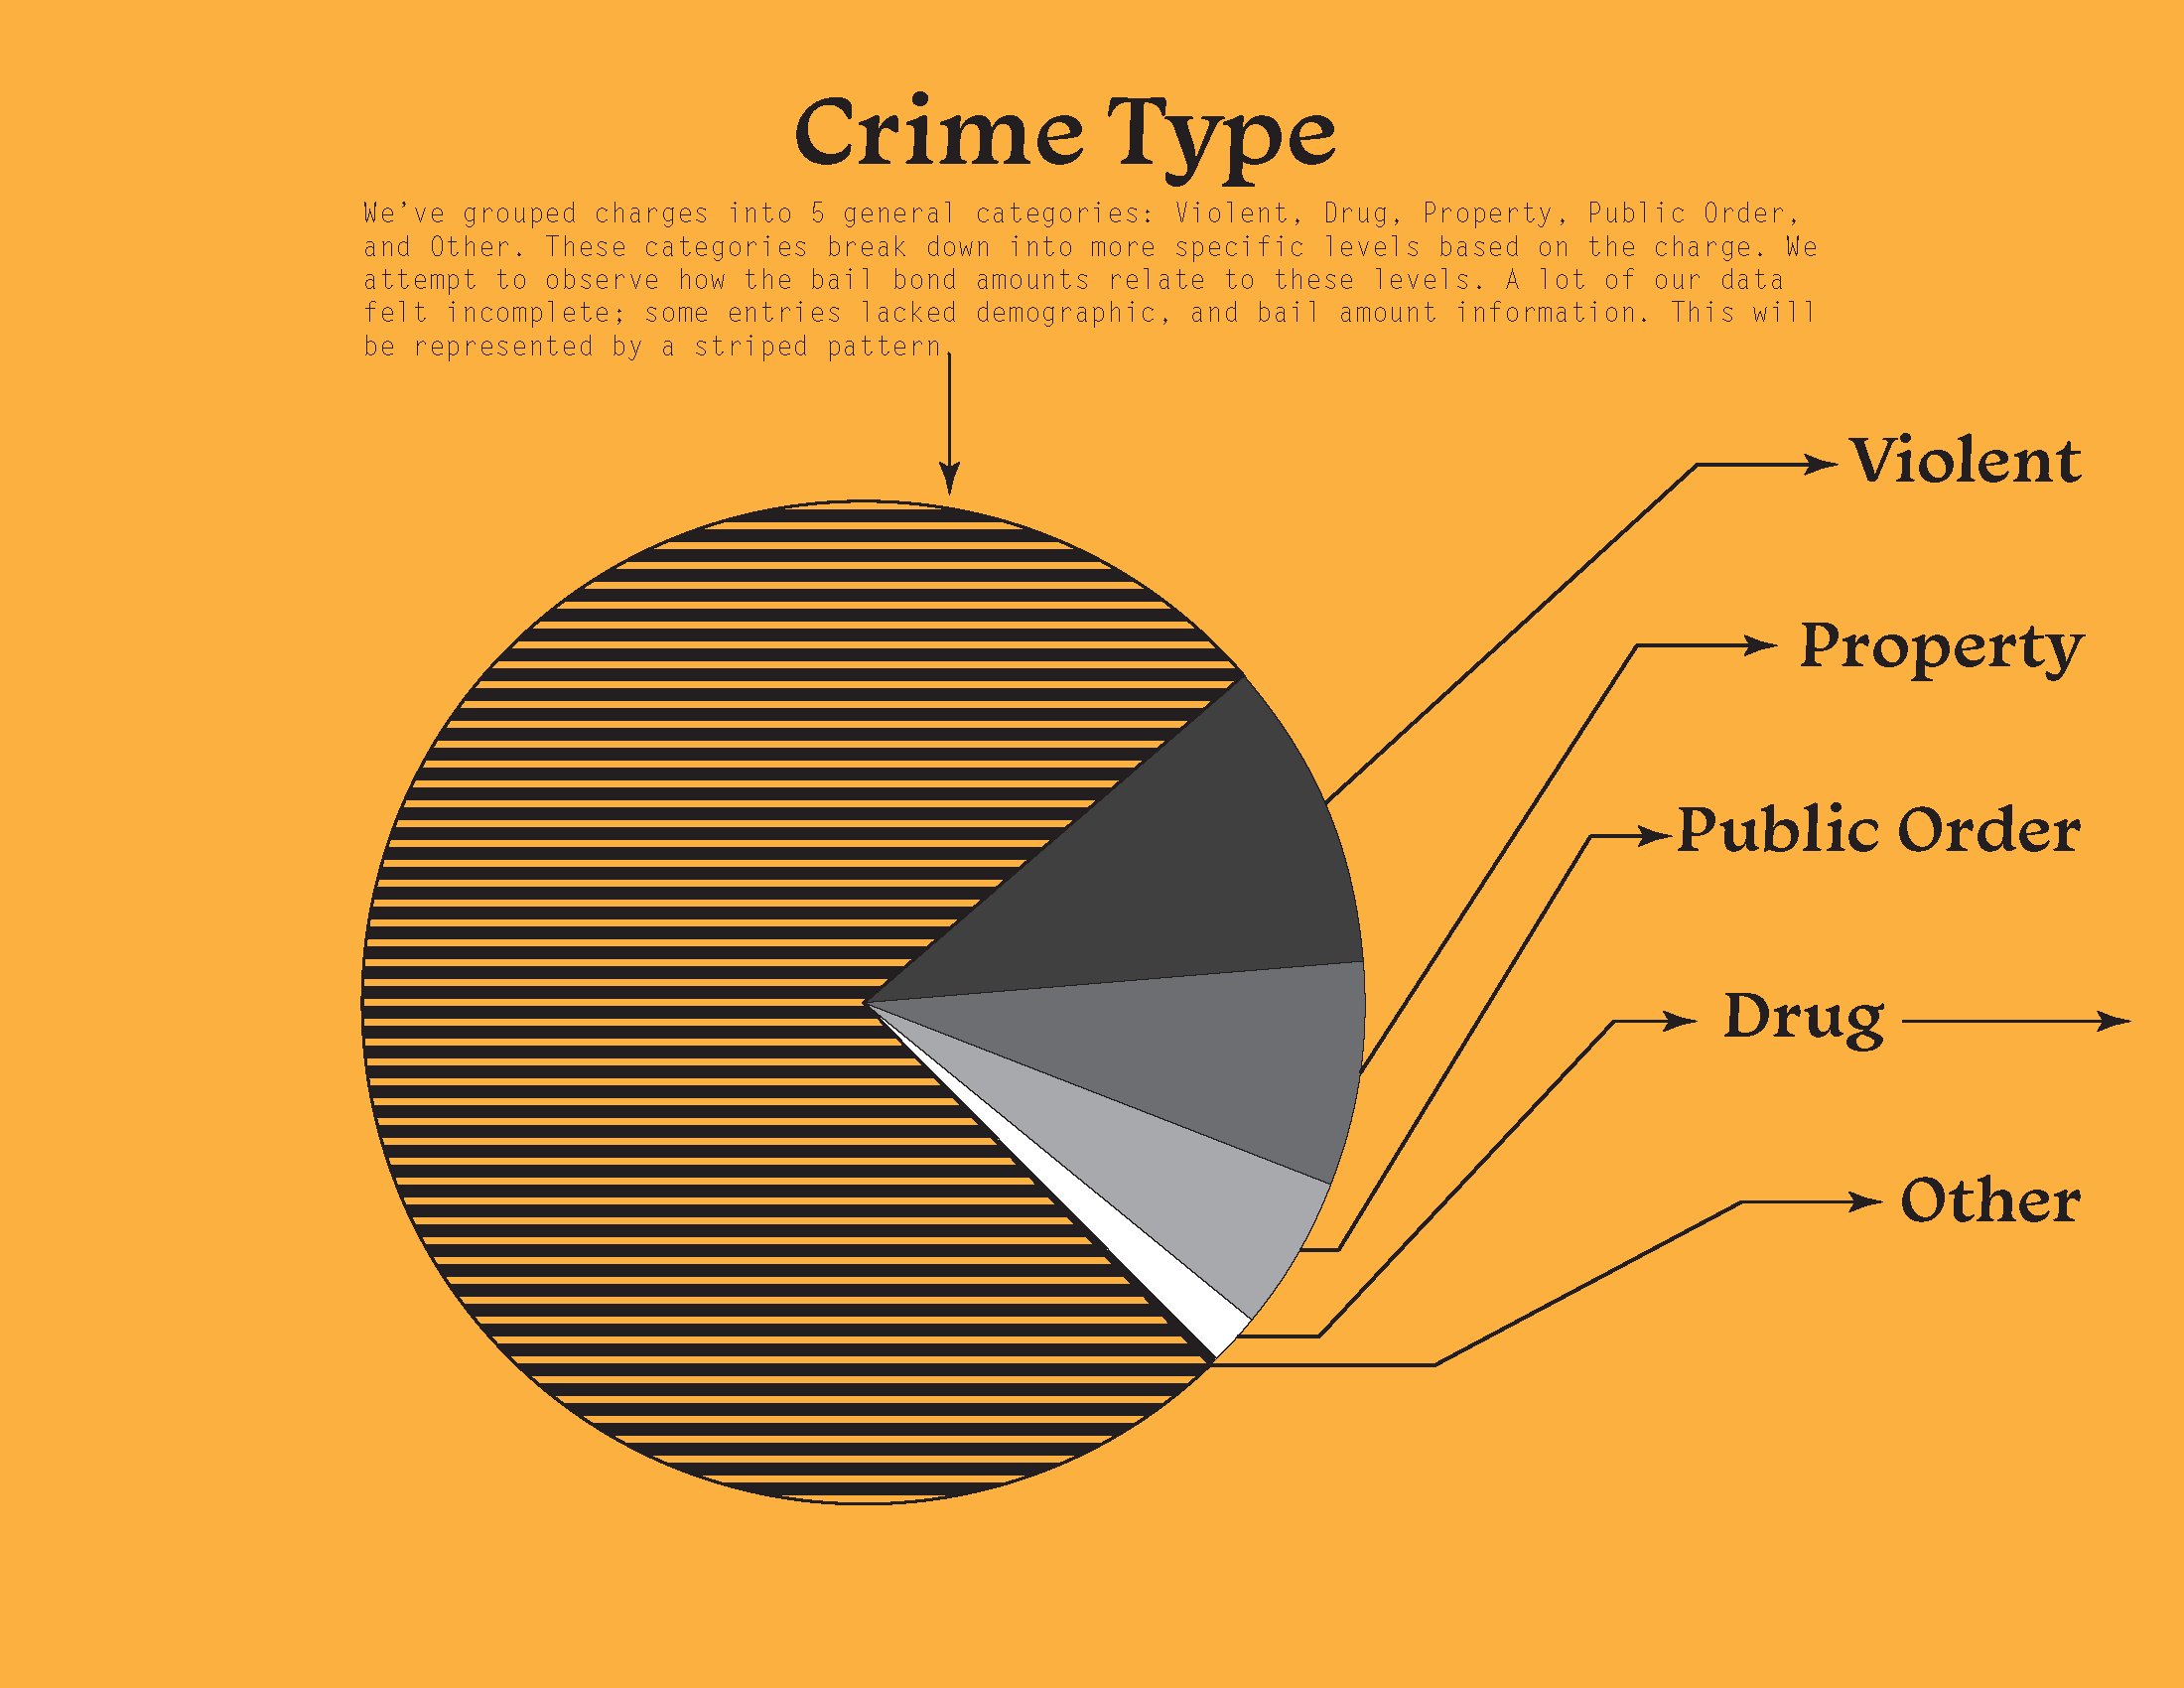 Crime Type
We've grouped charges into 5 general categories: Violent, Drug, Property, Public Order,
and Other. These categories break down into more specific levels based on the charge. We
attempt to observe how the bail bond amounts relate to these levels. A lot of our data
felt incomplete; some entries lacked demographic, and bail amount information. This will
be represented by a striped pattern.
Violent
Property
Public Order
Drug
Other